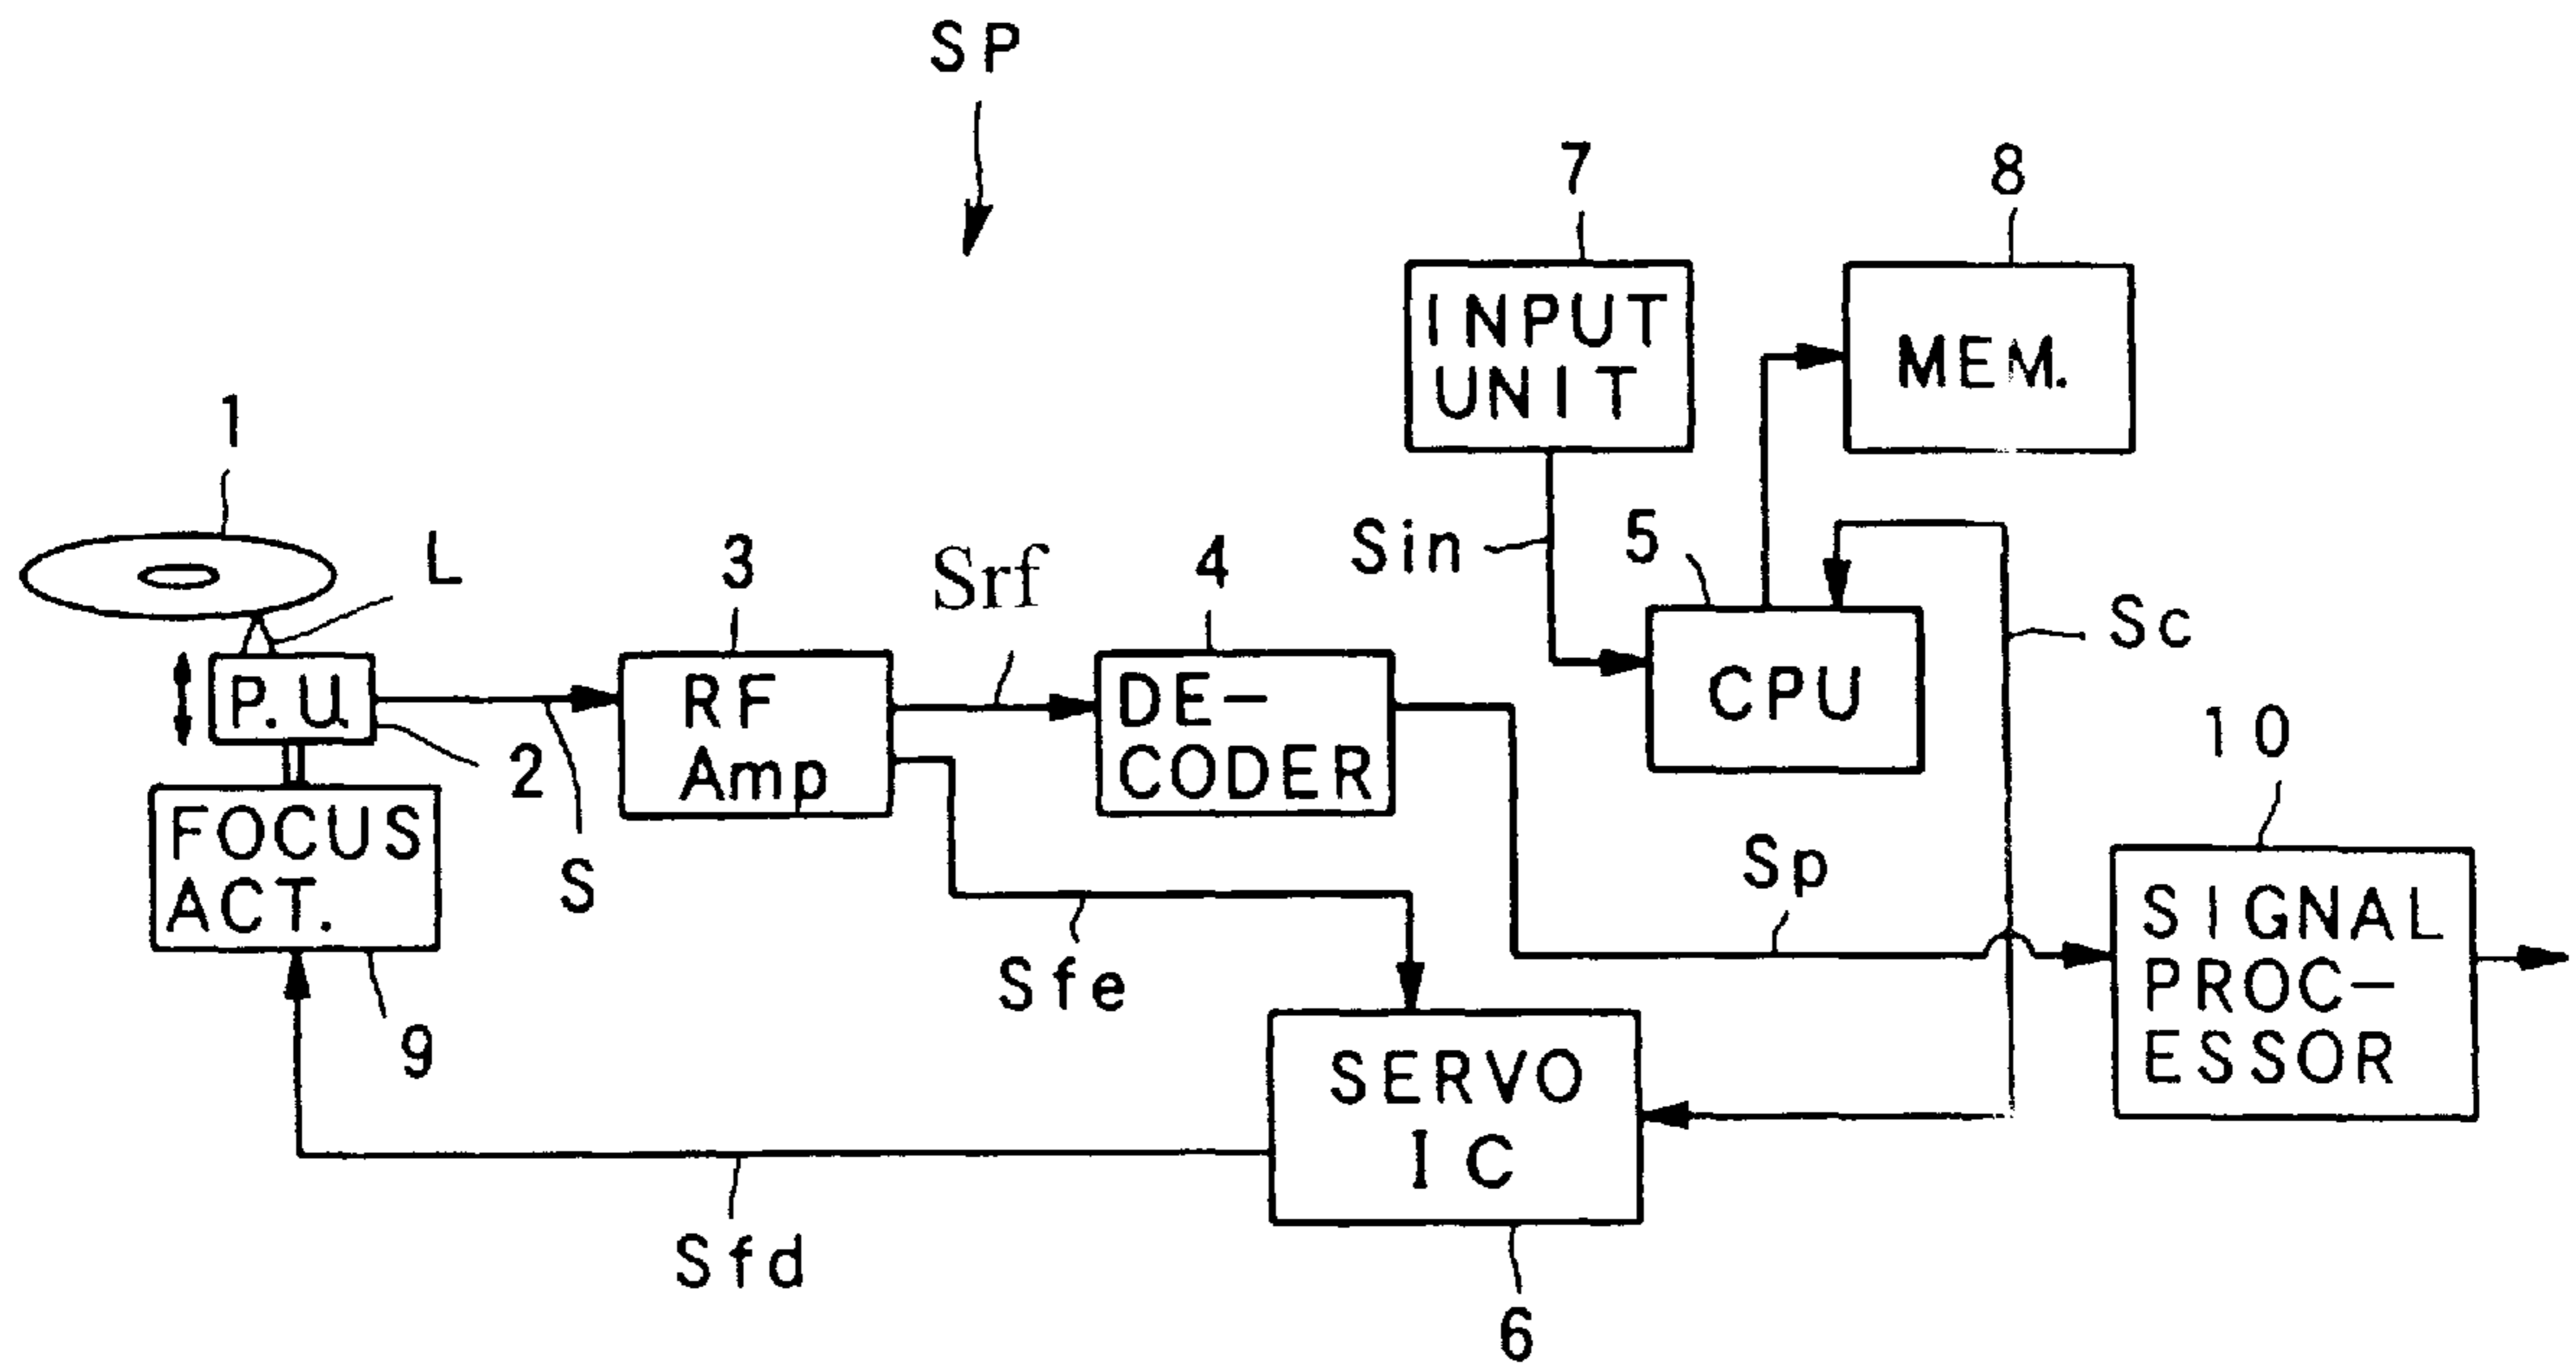 SP
7
8
INPUT
UNIT
MEM.
1
L
3
Srf
4
Sin
5
Sc
P.U.
RF
Amp
DE-
CODER
CPU
2
10
FOCUS
ACT.
S
Sp
SIGNAL
PROC-
ESSOR
Sfe
9
SERVO
IC
Sfd
6